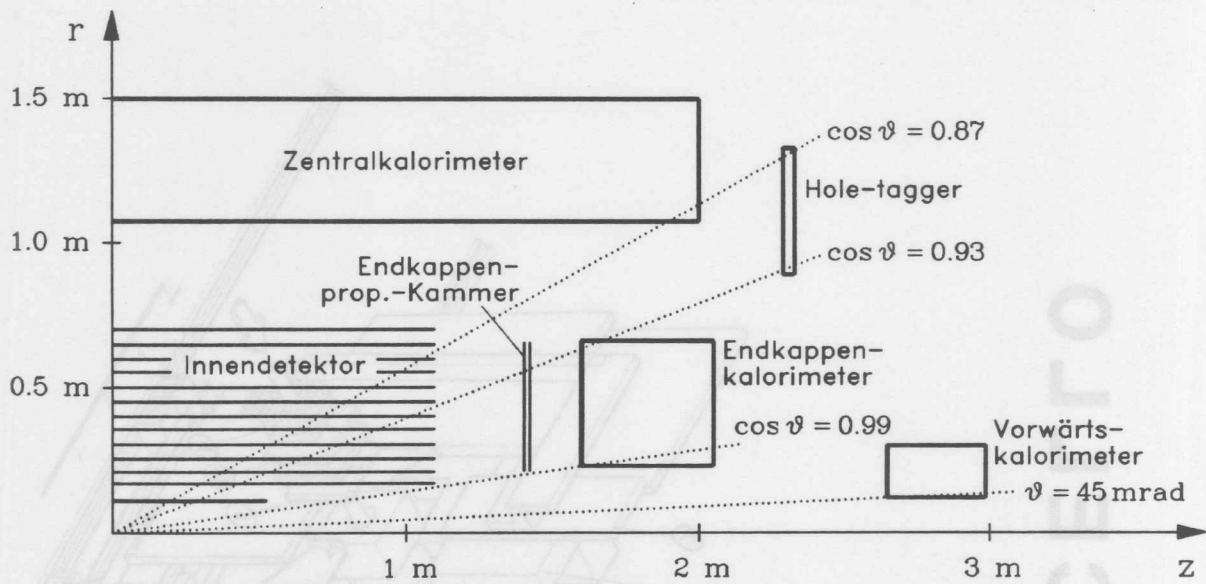 r
1.5 m
1.0 m
0.5 m
Zentralkalorimeter
cos ϑ = 0.87
Hole-tagger
cos ϑ = 0.93
Endkappen-
prop.-Kammer
Innendetektor
Endkappen-
kalorimeter
cos ϑ = 0.99
Vorwärts-
kalorimeter
ϑ = 45 mrad
1 m
2 m
3 m
z